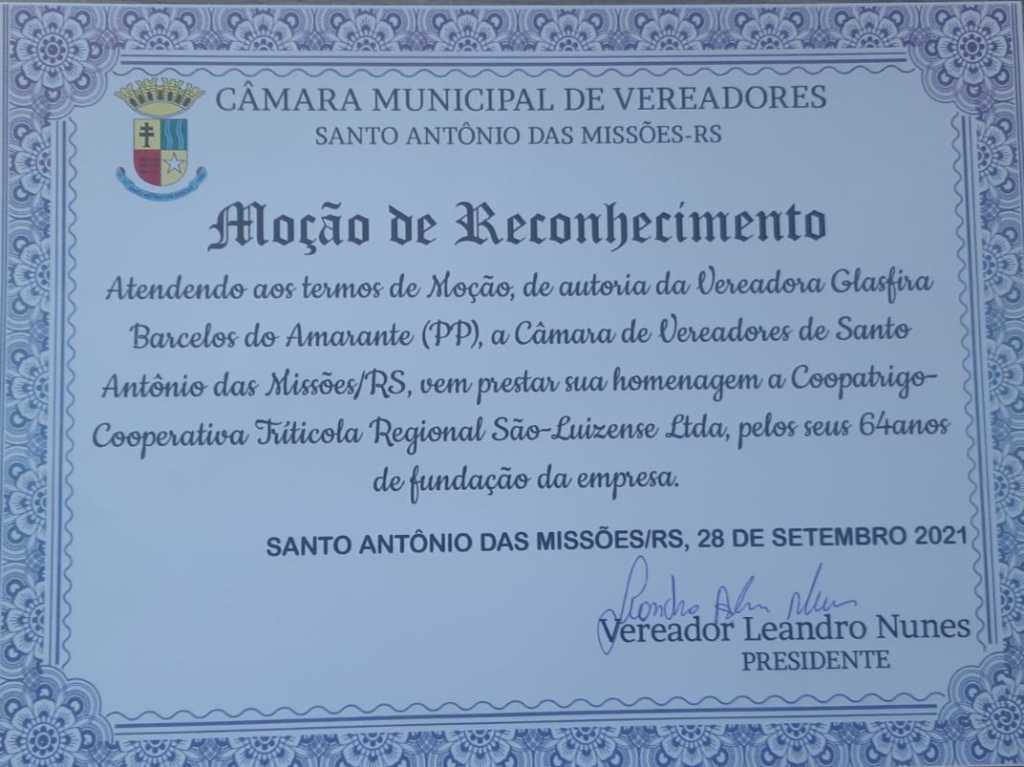 CÂMARA MUNICIPAL DE VEREADORES
SANTO ANTÔNIO DAS MISSÕES-RS
Moção de Reconhecimento
Atendendo aos termos de Moção, de autoria da Vereadora Glasfira
Barcelos do Amarante (PP), a Câmara de Vereadores de Santo
Antônio das Missões/RS, vem prestar sua homenagem a Coopatrigo-
Cooperativa Tríticola Regional São-Luizense Ltda, pelos seus 64anos
de fundação da empresa.
SANTO ANTÔNIO DAS MISSÕES/RS, 28 DE SETEMBRO 2021
Vereador Leandro Nunes
PRESIDENTE